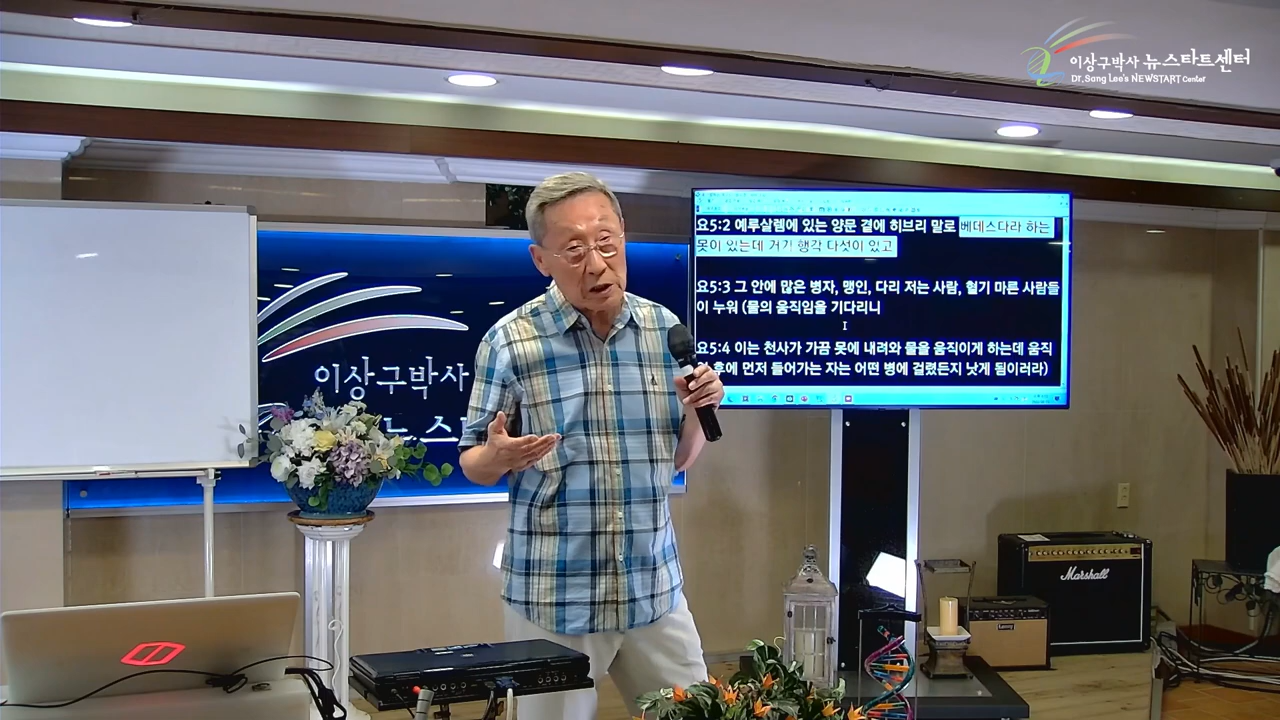 이상구박사 뉴스타트센터
Dr. Sang Lee's NEWSTART Center
요5:2 예루살렘에 있는 양문 곁에 히브리 말로 베데스다라 하는
못이 있는데 거기 행각 다섯이 있고
요5:3 그 안에 많은 병자, 맹인, 다리 저는 사람, 혈기 마른 사람들
이 누워 (물의 움직임을 기다리니
요5:4 이는 천사가 가끔 못에 내려와 물을 움직이게 하는데 움직
후에 먼저 들어가는 자는 어떤 병에 걸렸든지 낫게 됨이러라)
이상구박사
뉴스
Marshall